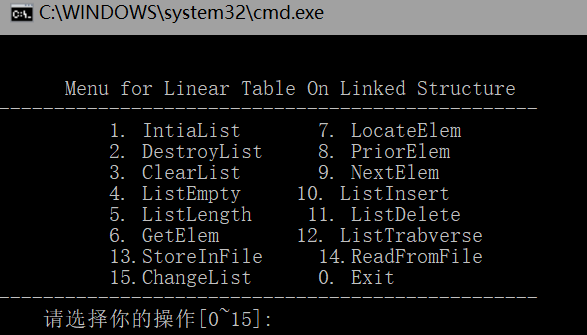 C:\WINDOWS\system32\cmd.exe
Menu for Linear Table On Linked Structure
1. IntiaList 7. LocateElem
2. DestroyList 8. PriorElem
3. ClearList 9. NextElem
4. ListEmpty 10. ListInsert
5. ListLength 11. ListDelete
6. GetElem 12. ListTrabverse
13.StoreInFile 14.ReadFromFile
15.ChangeList 0. Exit
请选择你的操作[0~15]: